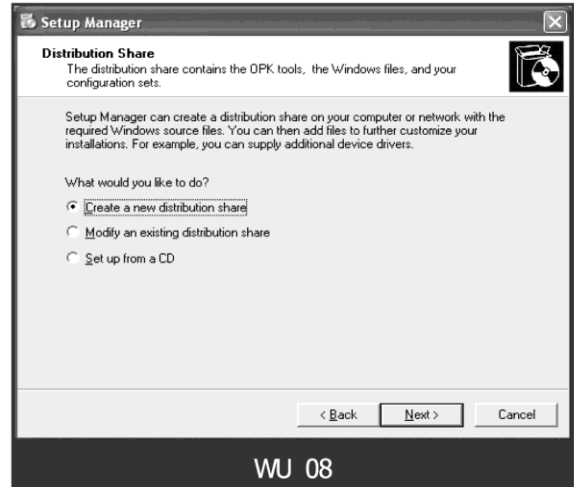 Setup Manager
Distribution Share
The distribution share contains the OPK tools, the Windows files, and your
configuration sets.
Setup Manager can create a distribution share on your computer or network with the
required Windows source files. You can then add files to further customize your
installations. For example, you can supply additional device drivers.
What would you like to do?
Create a new distribution share
Modify an existing distribution share
Set up from a CD
< Back
Next >
Cancel
WU 08